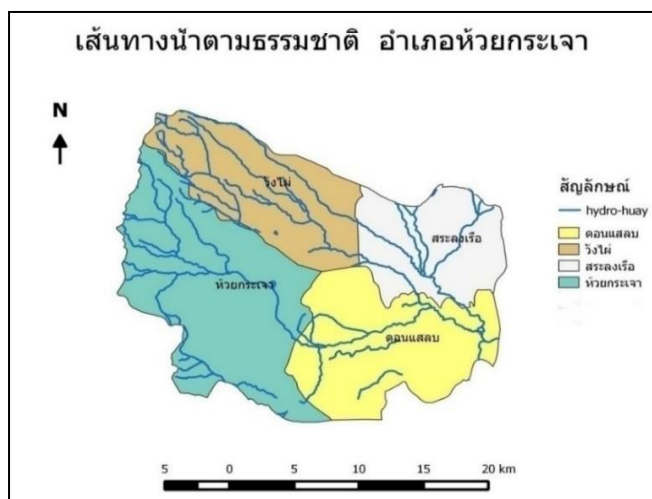 เส้นทางน้ำตามธรรมชาติ อำเภอห้วยกระเจา
N
วังไผ่
สระลงเรือ
ห้วยกระเจา
ดอนแสลบ
สัญลักษณ์
hydro-huay
ดอนแสลบ
วังไผ่
สระลงเรือ
ห้วยกระเจา
5 0 5 10 15 20 km